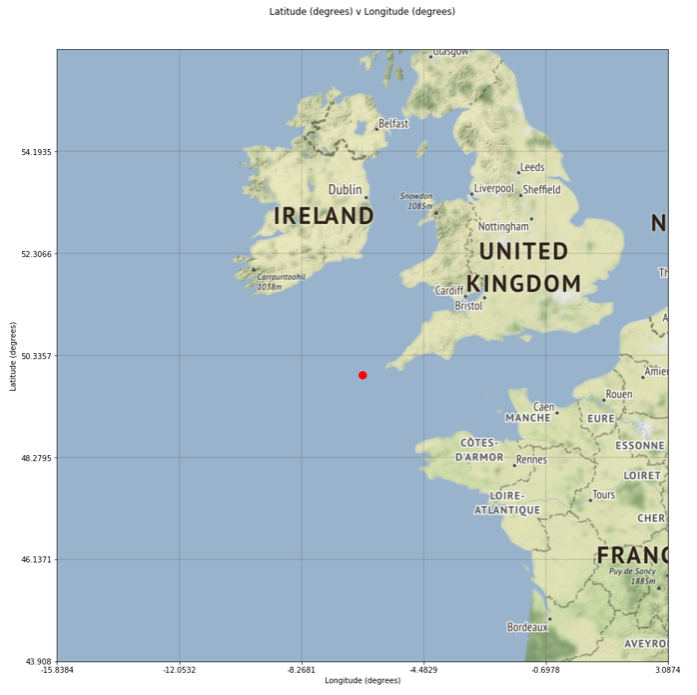 Latitude (degrees) v Longitude (degrees)
Glasgow
Belfast
54.1935
Leeds
Dublin
Liverpool
Sheffield
Snowdon
1085m
IRELAND
N
Nottingham
52.3066
UNITED
KINGDOM
Th
Carrauntoohil
1038m
Cardiff
Bristol
A
50.3357
Latitude (degrees)
Amie
Rouen
Caen
MANCHE
EURE
CÔTES-
D'ARMOR
ESSONNE
48.2795
Rennes
LOIRET
LOIRE-
ATLANTIQUE
Tours
CHER
46.1371
FRANC
Puy de Sancy
1885m
Bordeaux
AVEYRO
43.908
-15.8384
-12.0532
-8.2681
-4.4829
-0.6978
3.0874
Longitude (degrees)